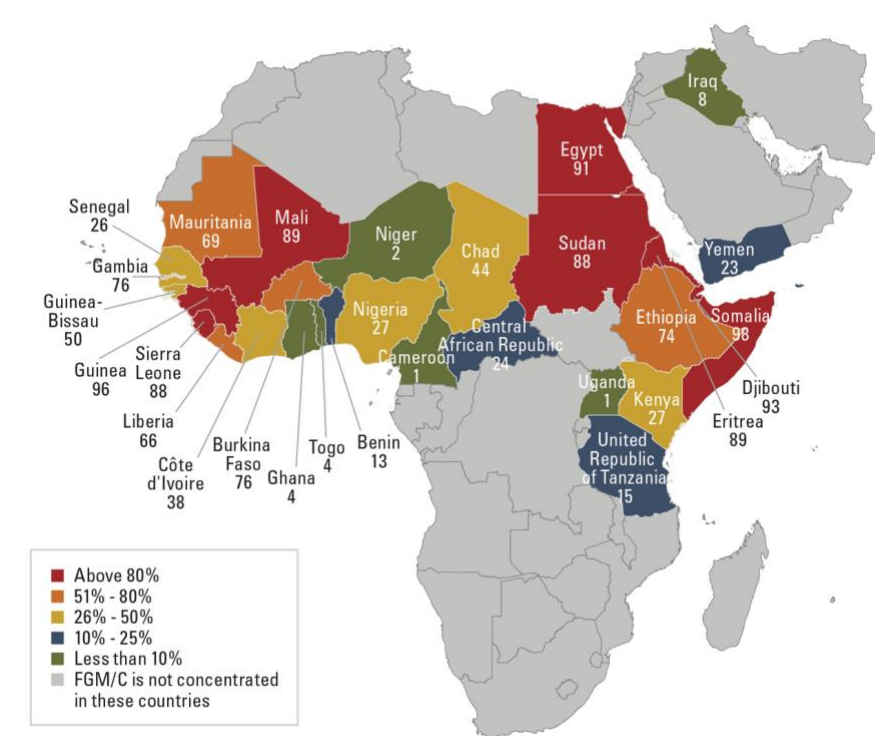 Iraq
8
Egypt
91
Senegal
26
Mauritania
69
Mali
89
Niger
2
Chad
44
Sudan
88
Yemen
23
Gambia
76
Guinea-
Bissau
50
Nigeria
27
Ethiopia
74
Somalia
98
Central
African Republic
24
Guinea
96
Sierra
Leone
88
Cameroon
1
Uganda
1
Kenya
27
Djibouti
93
Eritrea
89
Liberia
66
Côte
d'Ivoire
38
Burkina
Faso
76
Ghana
4
Togo
4
Benin
13
United
Republic
of Tanzania
15
Above 80%
51% - 80%
26% - 50%
10% - 25%
Less than 10%
FGM/C is not concentrated
in these countries